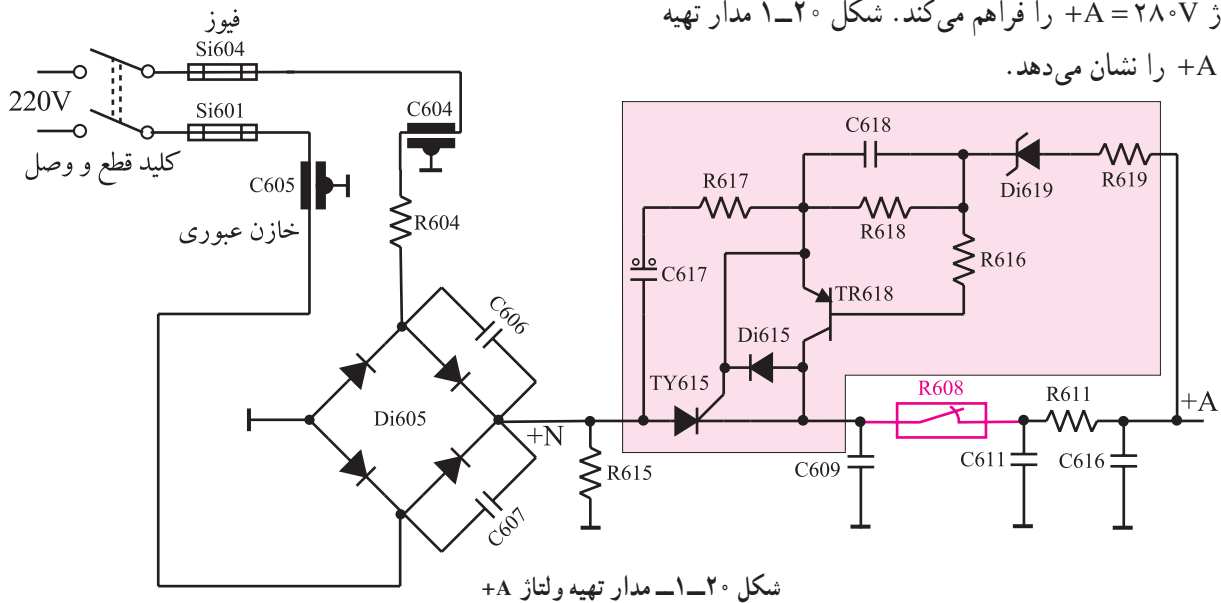 ژ +A = ۲۸۰V را فراهم می‌کند. شکل ۲۰ــ۱ مدار تهیه
+A را نشان می‌دهد.
فیوز
Si604
220V
Si601
کلید قطع و وصل
C604
C605
خازن عبوری
R604
C606
Di605
C607
+N
R615
C618
R617
R618
Di619
R619
C617
R616
TR618
Di615
TY615
R608
R611
+A
C609
C611
C616
شکل ۲۰ــ۱ــ مدار تهیه ولتاژ +A